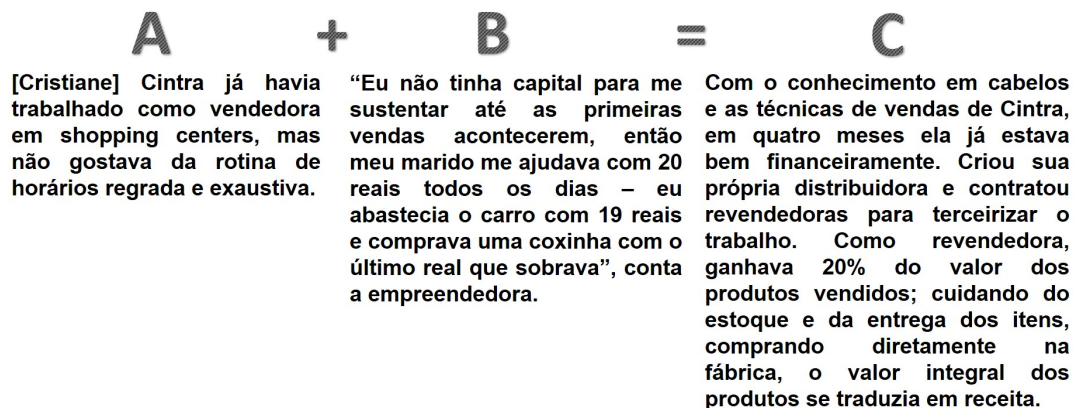 A + B = C
[Cristiane] Cintra já havia
trabalhado como vendedora
em shopping centers, mas
não gostava da rotina de
horários regrada e exaustiva.
“Eu não tinha capital para me
sustentar até as primeiras
vendas acontecerem, então
meu marido me ajudava com 20
reais todos os dias – eu
abastecia o carro com 19 reais
e comprava uma coxinha com o
último real que sobrava”, conta
a empreendedora.
Com o conhecimento em cabelos
e as técnicas de vendas de Cintra,
em quatro meses ela já estava
bem financeiramente. Criou sua
própria distribuidora e contratou
revendedoras para terceirizar o
trabalho. Como revendedora,
ganhava 20% do valor dos
produtos vendidos; cuidando do
estoque e da entrega dos itens,
comprando diretamente na
fábrica, o valor integral dos
produtos se traduzia em receita.